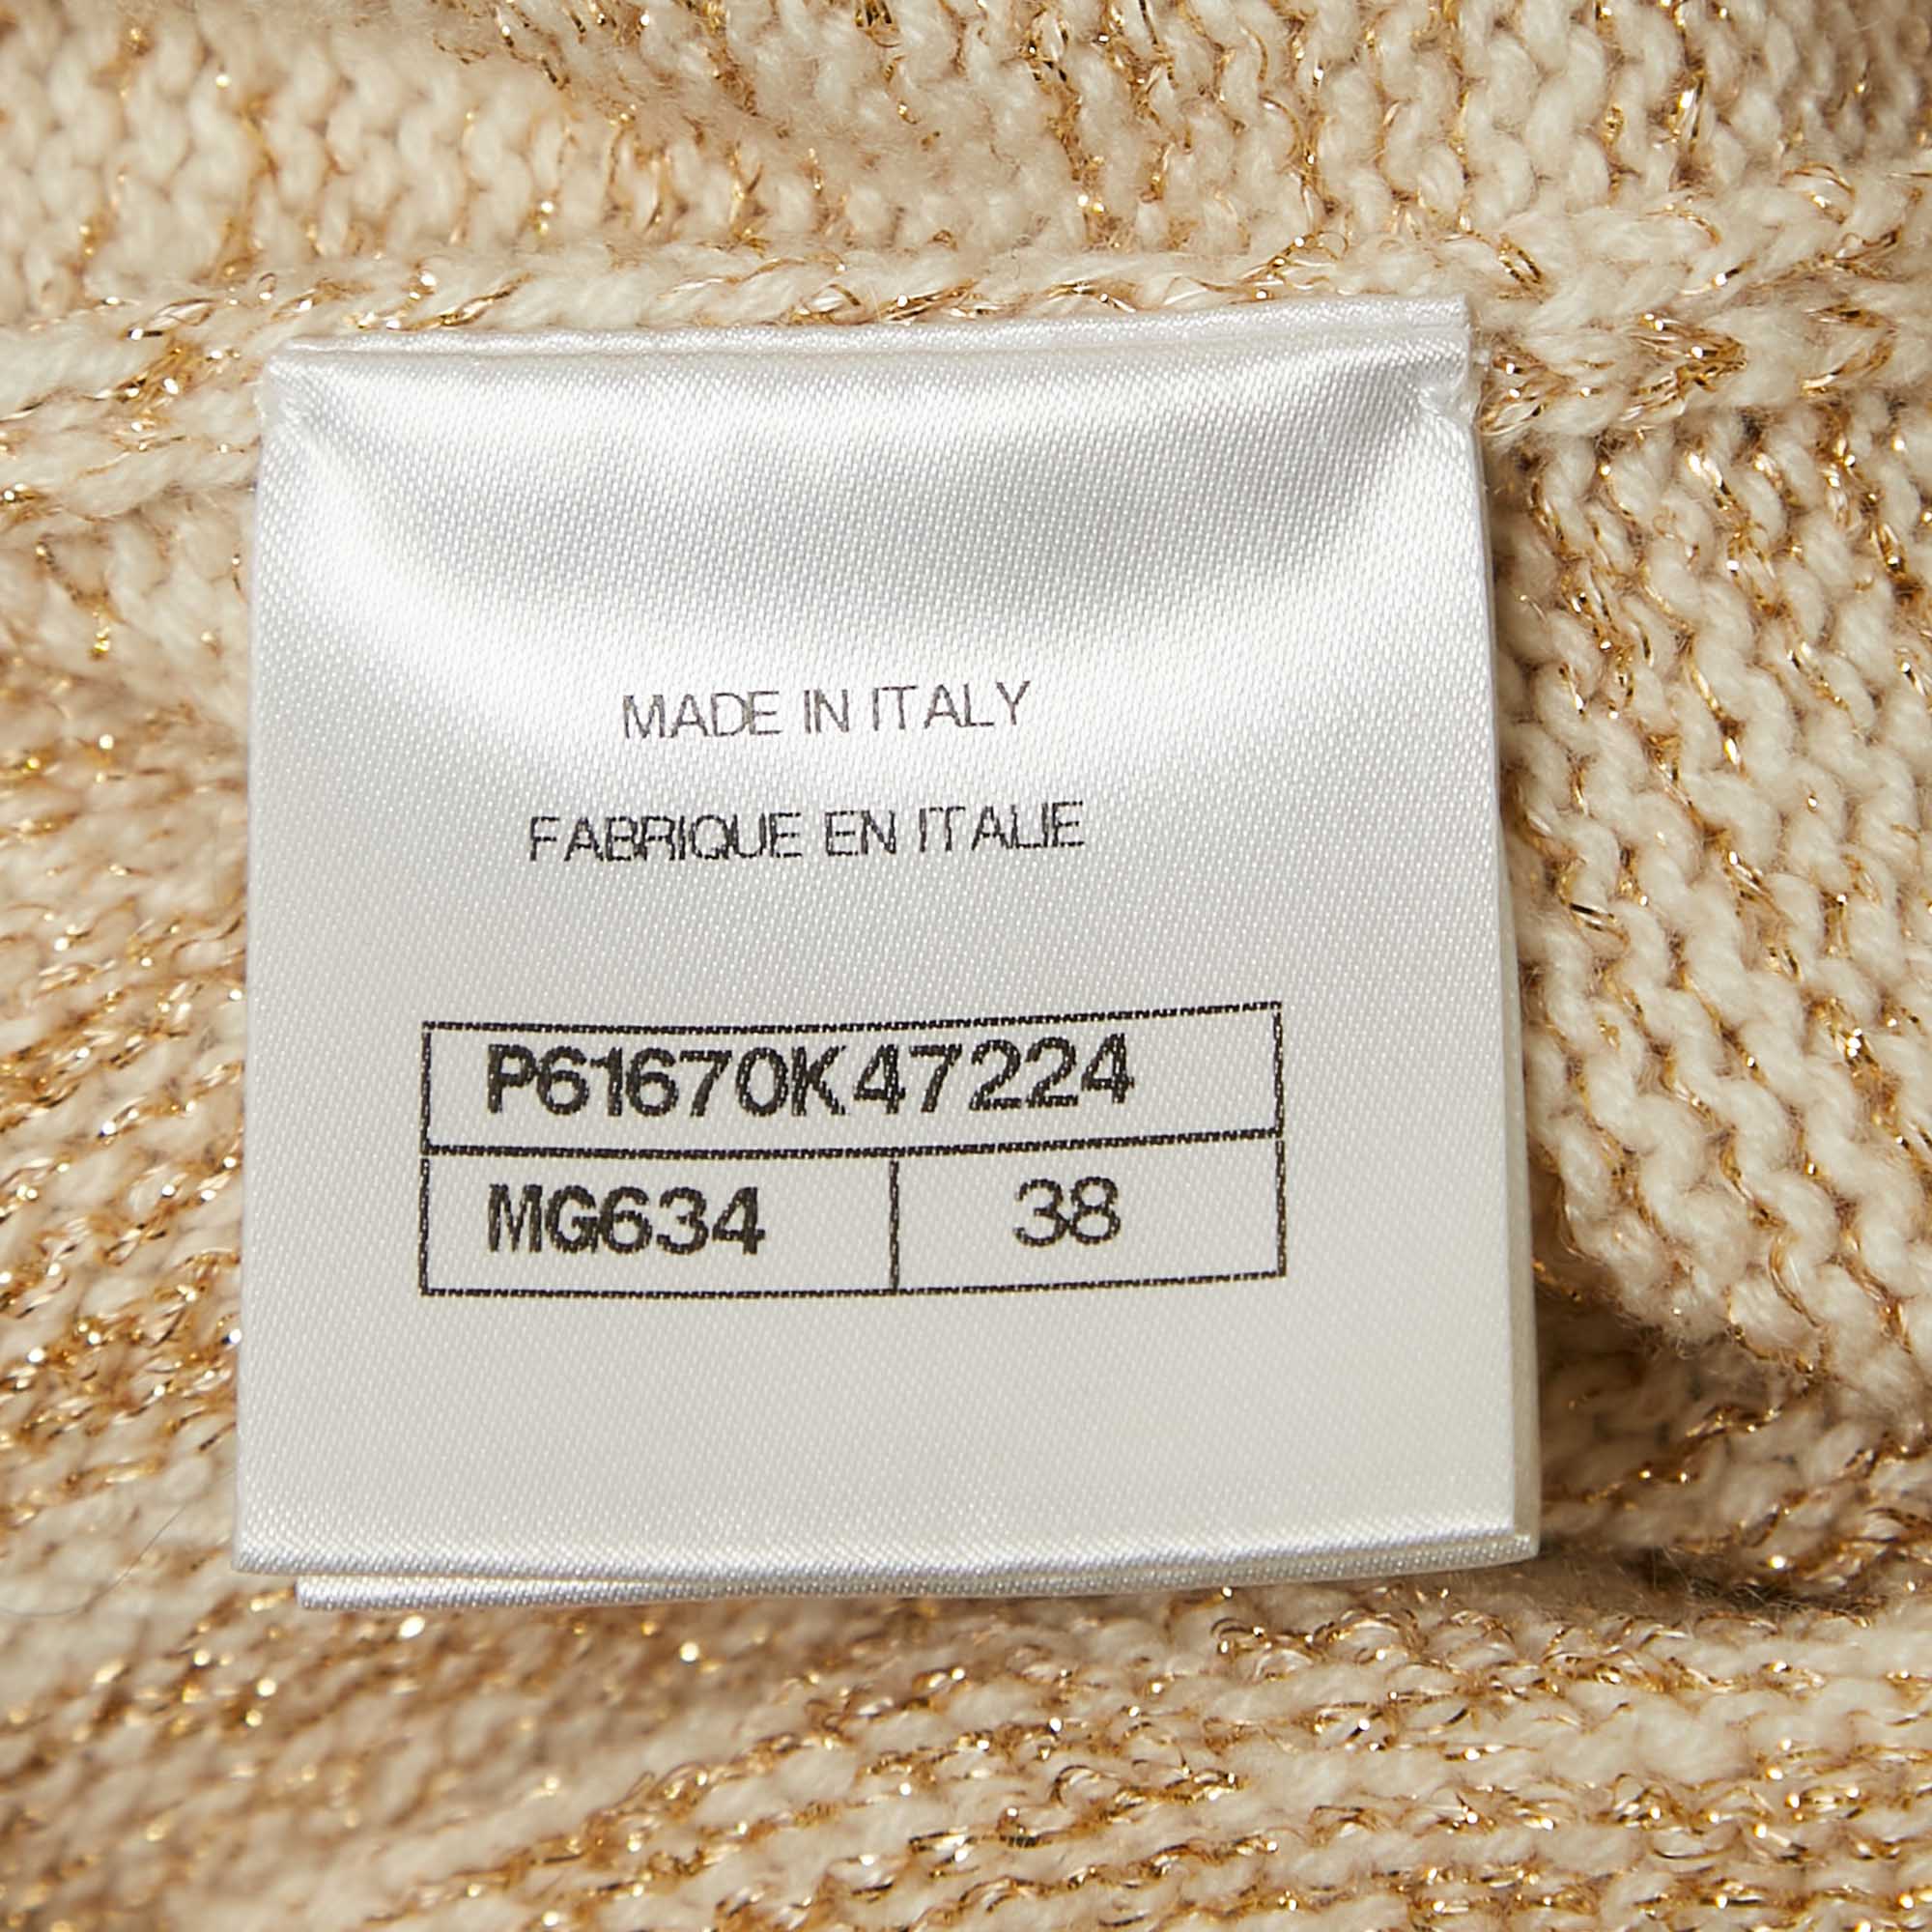 MADE IN ITALY
FABRIQUE EN ITALIE
P61670K47224
MG634 38